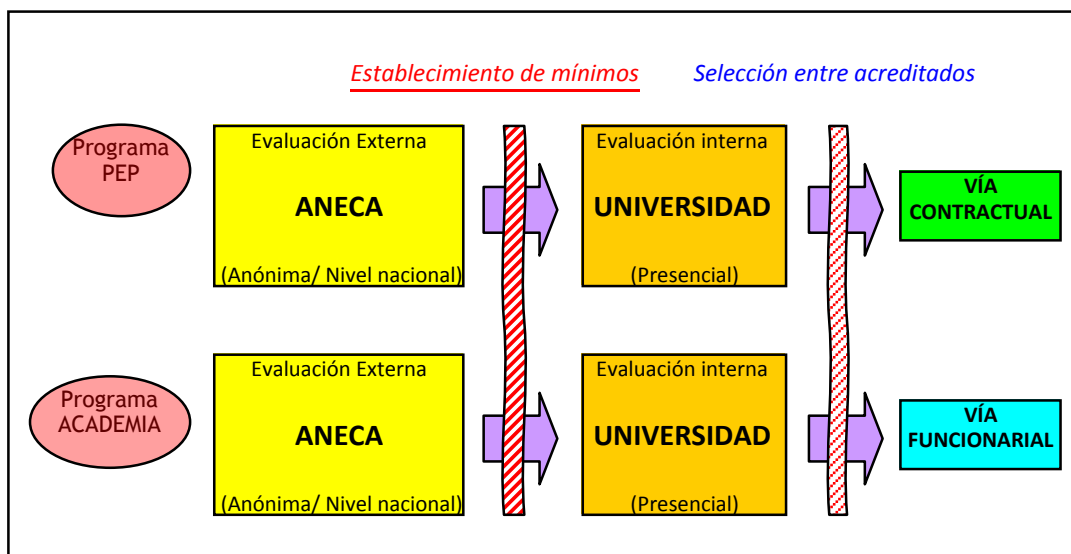 Establecimiento de mínimos
Selección entre acreditados
Programa
PEP
Evaluación Externa
ANECA
(Anónima/ Nivel nacional)
Evaluación interna
UNIVERSIDAD
(Presencial)
VÍA
CONTRACTUAL
Programa
ACADEMIA
Evaluación Externa
ANECA
(Anónima/ Nivel nacional)
Evaluación interna
UNIVERSIDAD
(Presencial)
VÍA
FUNCIONARIAL